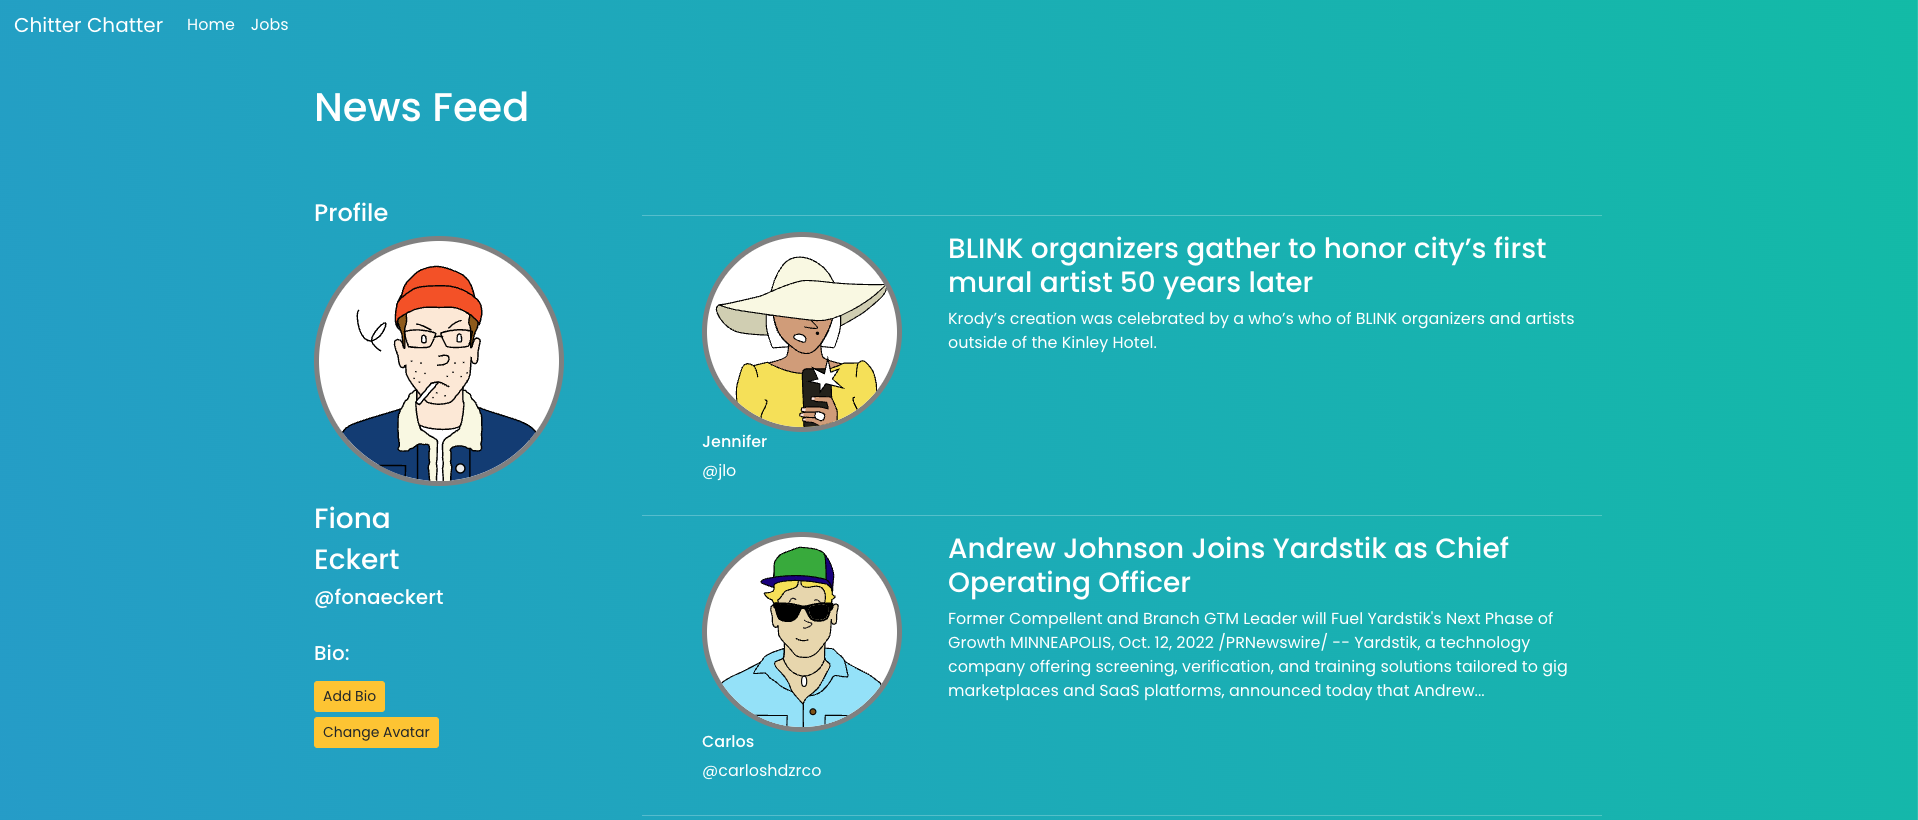 Chitter Chatter Home Jobs
News Feed
Profile
Fiona
Eckert
@fonaeckert
Bio:
Add Bio
Change Avatar
Jennifer
@jlo
BLINK organizers gather to honor city’s first
mural artist 50 years later
Krody’s creation was celebrated by a who’s who of BLINK organizers and artists
outside of the Kinley Hotel.
Carlos
@carloshdzrco
Andrew Johnson Joins Yardstik as Chief
Operating Officer
Former Compellent and Branch GTM Leader will Fuel Yardstik's Next Phase of
Growth MINNEAPOLIS, Oct. 12, 2022 /PRNewswire/ -- Yardstik, a technology
company offering screening, verification, and training solutions tailored to gig
marketplaces and SaaS platforms, announced today that Andrew...